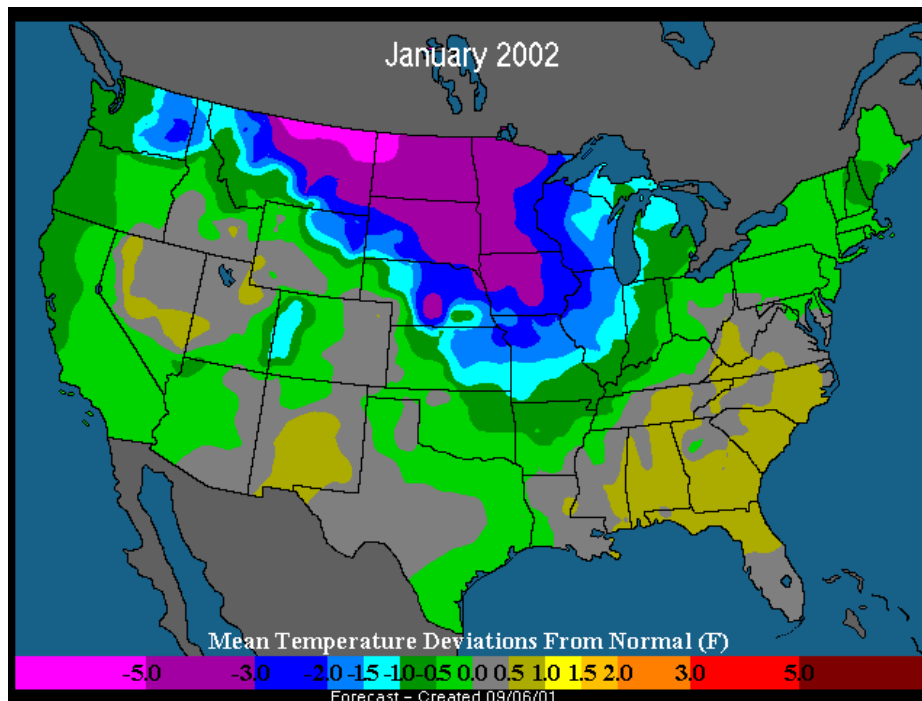 January 2002
Mean Temperature Deviations From Normal (F)
-5.0 -3.0 -2.0 -1.5 -1.0 -0.5 0.0 0.5 1.0 1.5 2.0 3.0 5.0
Forecast - Created 09/06/01